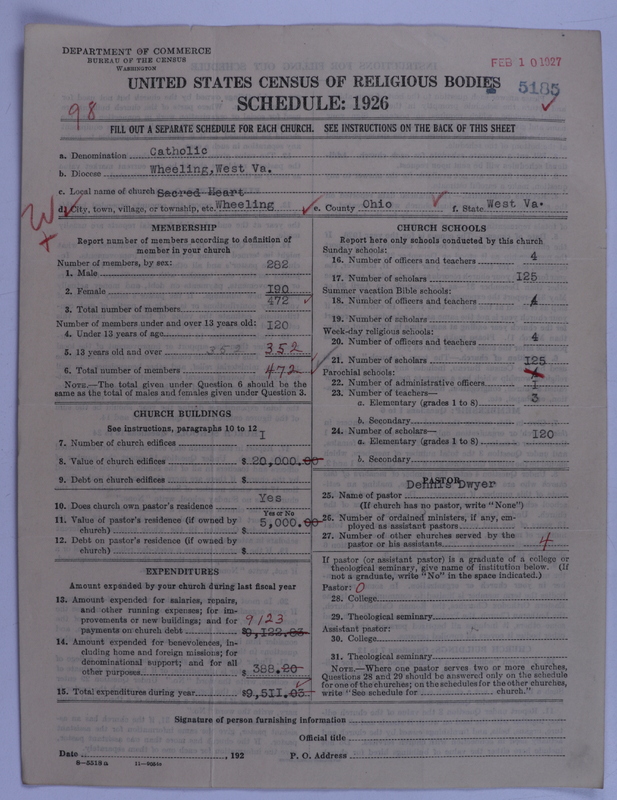 DEPARTMENT OF COMMERCE
BUREAU OF THE CENSUS
WASHINGTON
FEB 10 1927
UNITED STATES CENSUS OF RELIGIOUS BODIES
5185
SCHEDULE: 1926
98
FILL OUT A SEPARATE SCHEDULE FOR EACH CHURCH. SEE INSTRUCTIONS ON THE BACK OF THIS SHEET
a. Denomination Catholic
b. Diocese Wheeling, West Va.
c. Local name of church Sacred Heart
d. City, town, village, or township, etc. Wheeling e. County Ohio f. State West Va.
W
MEMBERSHIP
Report number of members according to definition of
member in your church
Number of members, by sex:
1. Male 282
2. Female 190
3. Total number of members 472
Number of members under and over 13 years old:
4. Under 13 years of age 120
5. 13 years old and over 352 352
6. Total number of members 472
NOTE.—The total given under Question 6 should be the
same as the total of males and females given under Question 3.
CHURCH BUILDINGS
See instructions, paragraphs 10 to 12
7. Number of church edifices I
8. Value of church edifices $20,000.00
9. Debt on church edifices $
10. Does church own pastor's residence Yes
Yes or No
11. Value of pastor's residence (if owned by
church) $ 5,000.00
12. Debt on pastor's residence (if owned by
church) $
EXPENDITURES
Amount expended by your church during last fiscal year
13. Amount expended for salaries, repairs,
and other running expenses; for im-
provements or new buildings; and for 9123
payments on church debt $9,122.83
14. Amount expended for benevolences, in-
cluding home and foreign missions; for
denominational support; and for all
other purposes $ 388.20
15. Total expenditures during year $9,511.03
CHURCH SCHOOLS
Report here only schools conducted by this church
Sunday schools:
16. Number of officers and teachers 4
17. Number of scholars 125
Summer vacation Bible schools:
18. Number of officers and teachers 4
19. Number of scholars
Week-day religious schools:
20. Number of officers and teachers 4
21. Number of scholars 125
Parochial schools:
22. Number of administrative officers 1
23. Number of teachers—
a. Elementary (grades 1 to 8) 3
b. Secondary
24. Number of scholars—
a. Elementary (grades 1 to 8) 120
b. Secondary
PASTOR
25. Name of pastor Dennis Dwyer
(If church has no pastor, write "None")
26. Number of ordained ministers, if any, em-
ployed as assistant pastors
27. Number of other churches served by the
pastor or his assistants 4
If pastor (or assistant pastor) is a graduate of a college or
theological seminary, give name of institution below. (If
not a graduate, write "No" in the space indicated.)
Pastor: 0
28. College
29. Theological seminary
Assistant pastor:
30. College
31. Theological seminary
NOTE.—Where one pastor serves two or more churches,
Questions 28 and 29 should be answered only on the schedule
for one of the churches; on the schedules for the other churches,
write "See schedule for church."
Signature of person furnishing information
Official title
Date , 192 P. O. Address
8—5518a